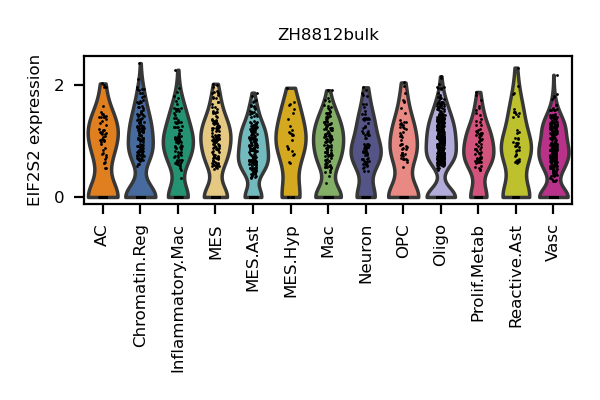 ZH8812bulk
EIF2S2 expression
2
0
AC
Chromatin.Reg
Inflammatory.Mac
MES
MES.Ast
MES.Hyp
Mac
Neuron
OPC
Oligo
Prolif.Metab
Reactive.Ast
Vasc